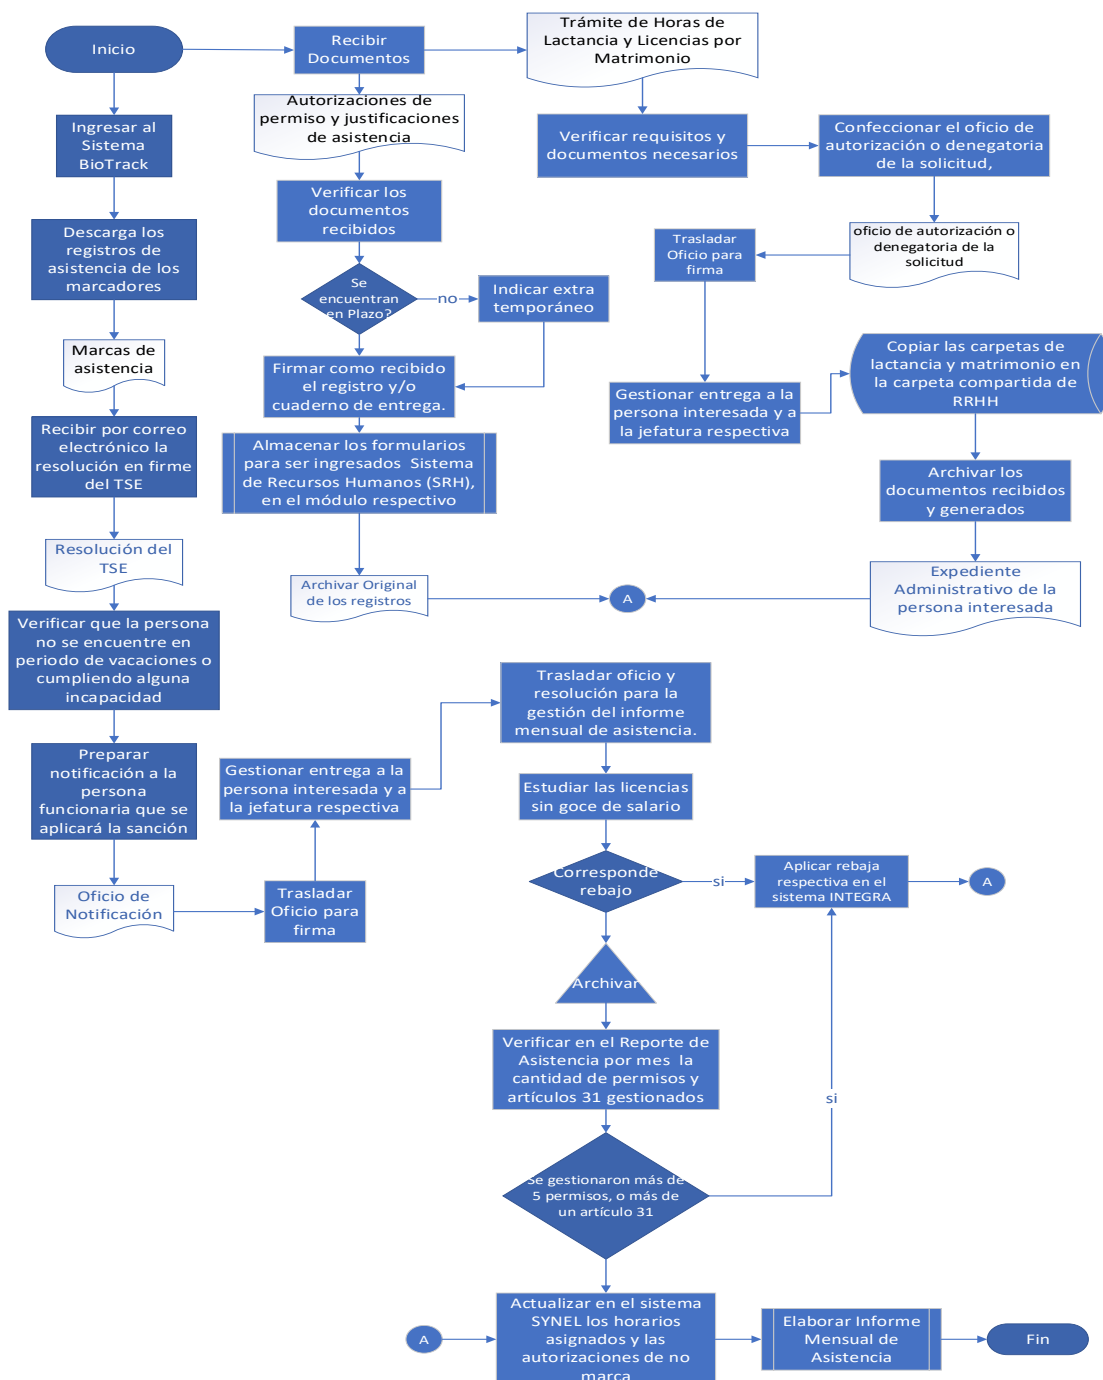 Inicio
Recibir
Documentos
Trámite de Horas de
Lactancia y Licencias por
Matrimonio
Ingresar al
Sistema
BioTrack
Autorizaciones de
permiso y justificaciones
de asistencia
Verificar requisitos y
documentos necesarios
Confeccionar el oficio de
autorización o denegatoria
de la solicitud,
Descarga los
registros de
asistencia de los
marcadores
Verificar los
documentos
recibidos
Trasladar
Oficio para
firma
oficio de autorización o
denegatoria de la
solicitud
Se
encuentran
en Plazo?
no
Indicar extra
temporáneo
Marcas de
asistencia
Firmar como recibido
el registro y/o
cuaderno de entrega.
Gestionar entrega a la
persona interesada y a
la jefatura respectiva
Copiar las carpetas de
lactancia y matrimonio en
la carpeta compartida de
RRHH
Recibir por correo
electrónico la
resolución en firme
del TSE
Almacenar los formularios
para ser ingresados Sistema
de Recursos Humanos (SRH),
en el módulo respectivo
Archivar los
documentos recibidos
y generados
Resolución del
TSE
Archivar Original
de los registros
A
Expediente
Administrativo de la
persona interesada
Verificar que la persona
no se encuentre en
periodo de vacaciones o
cumpliendo alguna
incapacidad
Trasladar oficio y
resolución para la
gestión del informe
mensual de asistencia.
Preparar
notificación a la
persona
funcionaria que se
aplicará la sanción
Gestionar entrega a la
persona interesada y a
la jefatura respectiva
Estudiar las licencias
sin goce de salario
Oficio de
Notificación
Trasladar
Oficio para
firma
Corresponde
rebajo
si
Aplicar rebaja
respectiva en el
sistema INTEGRA
A
Archivar
Verificar en el Reporte de
Asistencia por mes la
cantidad de permisos y
artículos 31 gestionados
si
Se gestionaron más de
5 permisos, o más de
un artículo 31
A
Actualizar en el sistema
SYNEL los horarios
asignados y las
autorizaciones de no
marca
Elaborar Informe
Mensual de
Asistencia
Fin